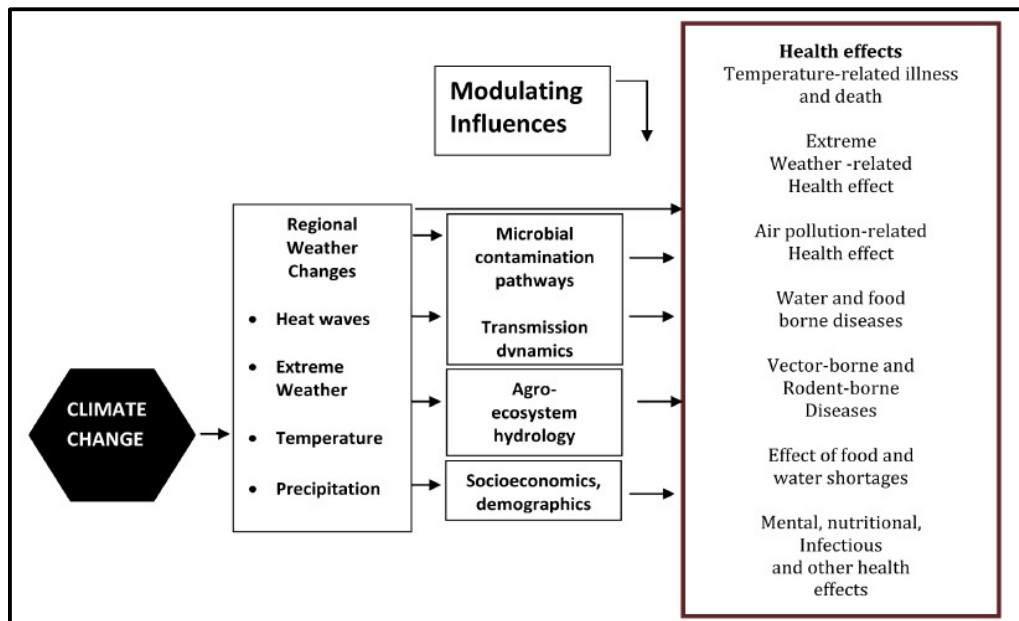 Modulating
Influences
CLIMATE
CHANGE
Regional
Weather
Changes
• Heat waves
• Extreme
Weather
• Temperature
• Precipitation
Microbial
contamination
pathways
Transmission
dvnamics
Agro-
ecosystem
hydrology
Socioeconomics,
demographics
Health effects
Temperature-related illness
and death
Extreme
Weather -related
Health effect
Air pollution-related
Health effect
Water and food
borne diseases
Vector-borne and
Rodent-borne
Diseases
Effect of food and
water shortages
Mental, nutritional,
Infectious
and other health
effects